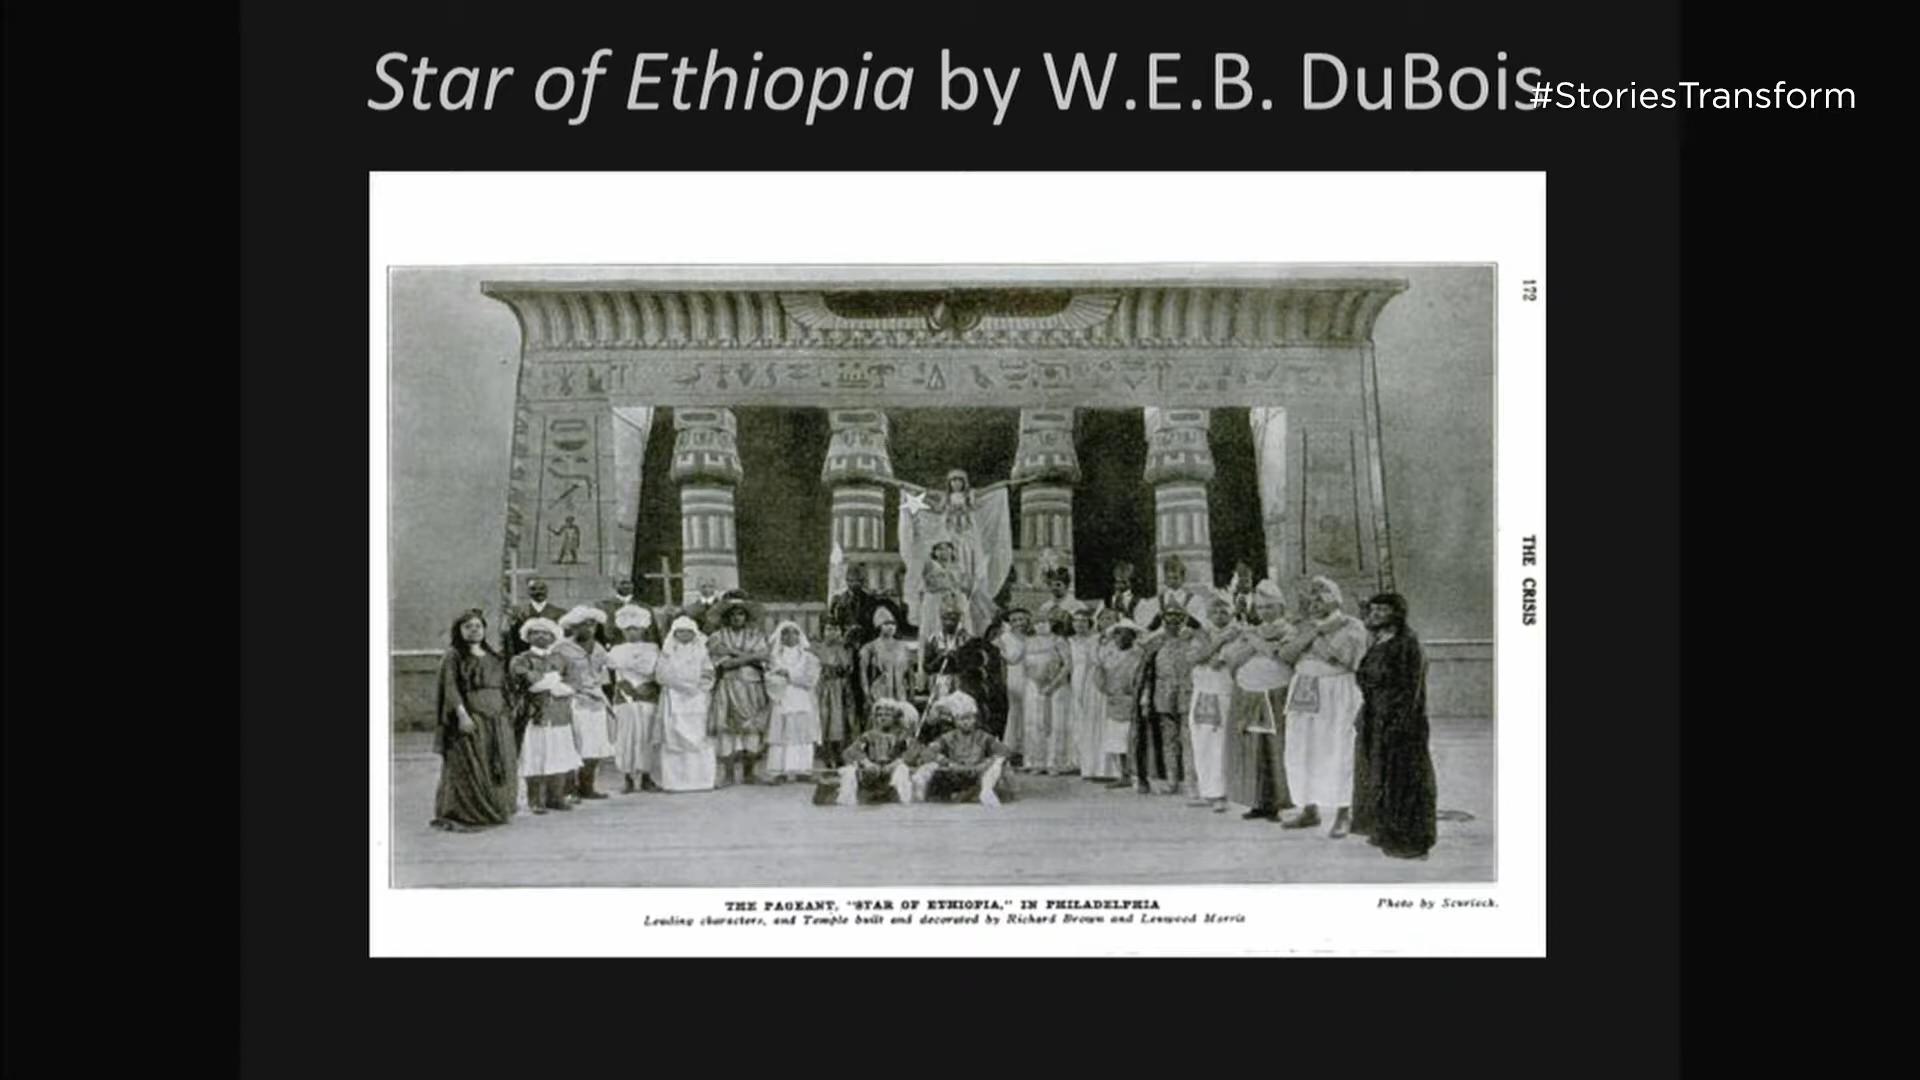 Star of Ethiopia by W.E.B. DuBois
#StoriesTransform
172
THE CRISIS
THE PAGEANT, "STAR OF ETHIOPIA," IN PHILADELPHIA
Photo by Scurlock.
Leading characters, and Temple built and decorated by Richard Brown and Lenwood Morris